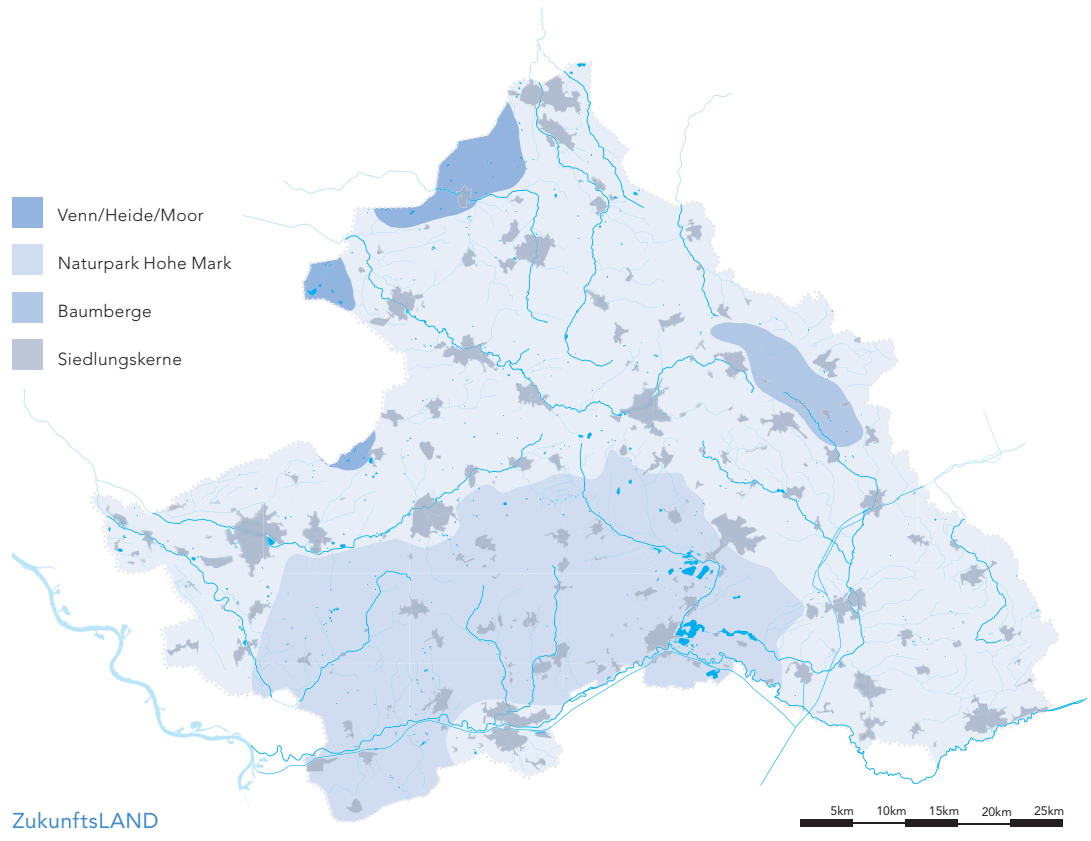 Venn/Heide/Moor
Naturpark Hohe Mark
Baumberge
Siedlungskerne
ZukunftsLAND
5km 10km 15km 20km 25km